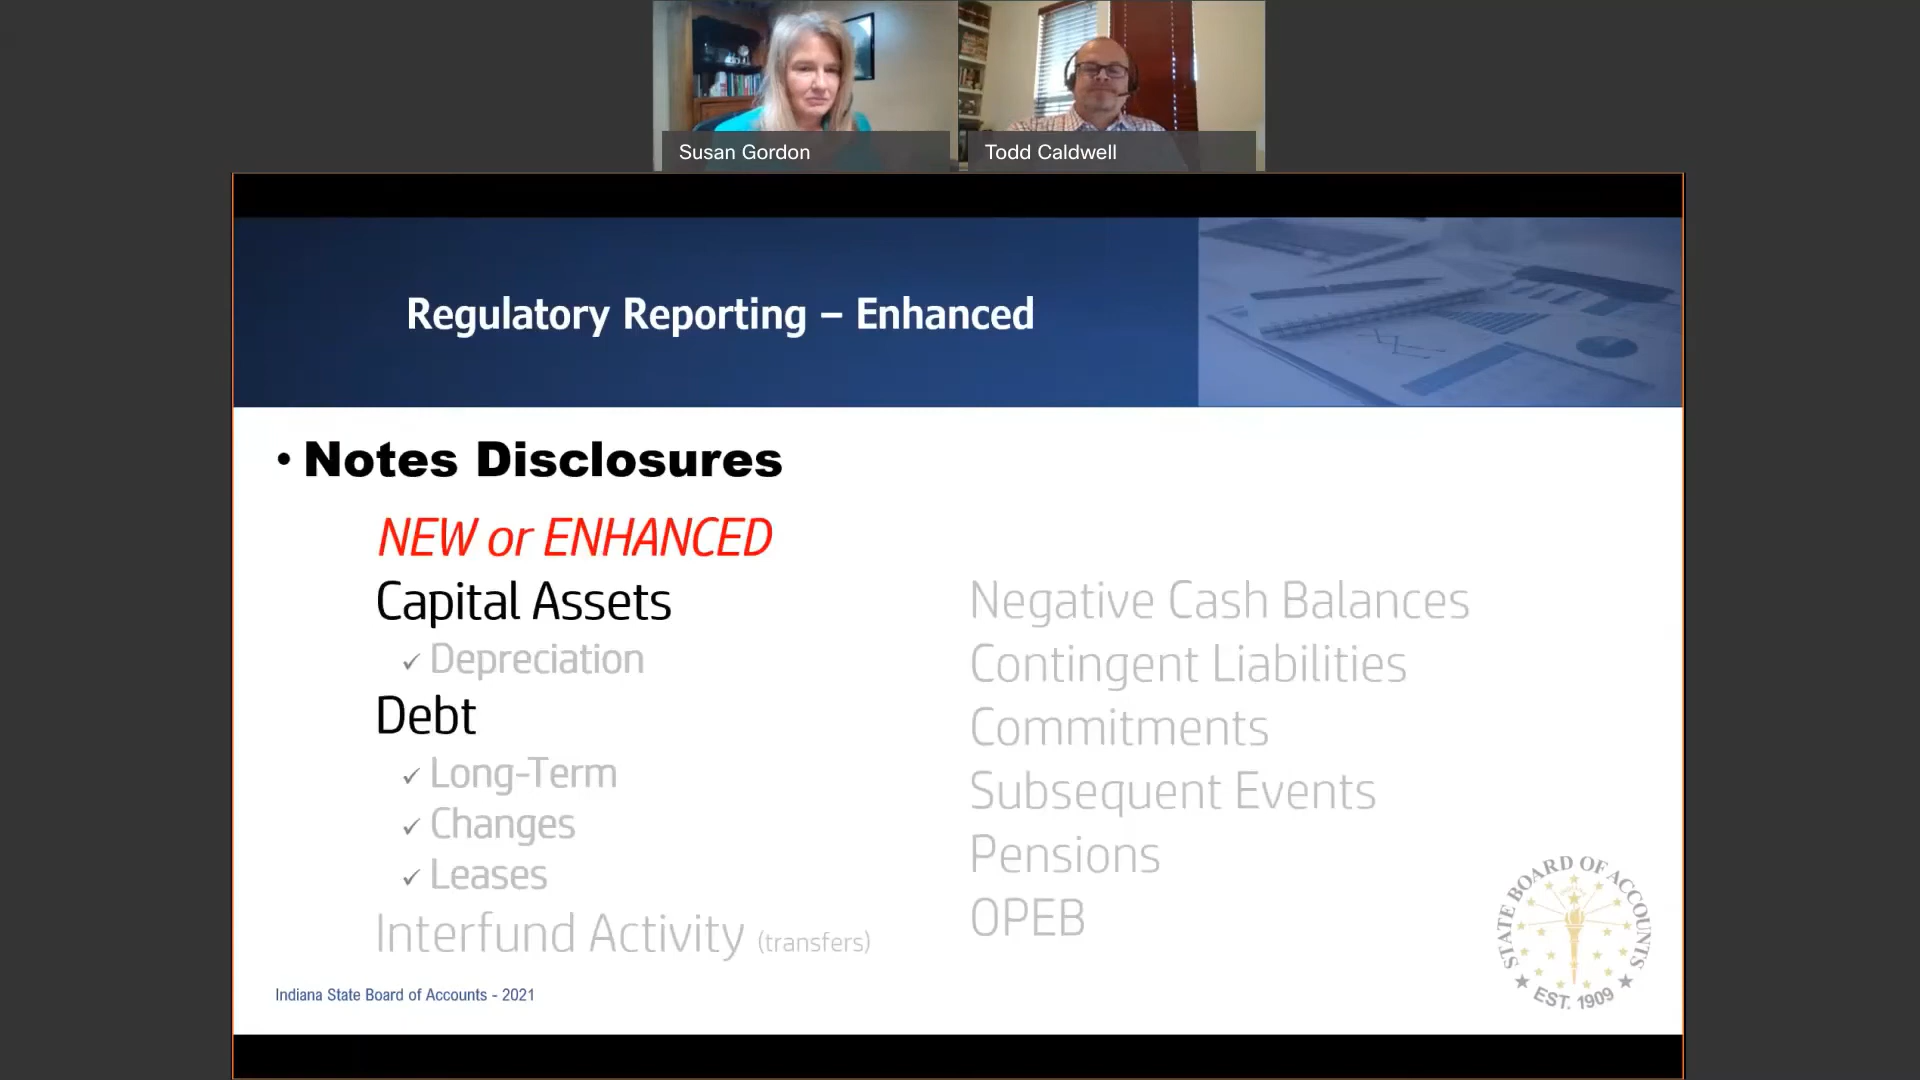 Susan Gordon
Todd Caldwell
Regulatory Reporting – Enhanced
• Notes Disclosures
NEW or ENHANCED
Capital Assets
✓ Depreciation
Debt
✓ Long-Term
✓ Changes
✓ Leases
Interfund Activity (transfers)
Negative Cash Balances
Contingent Liabilities
Commitments
Subsequent Events
Pensions
OPEB
Indiana State Board of Accounts - 2021
STATE BOARD OF ACCOUNTS
★ EST. 1909 ★